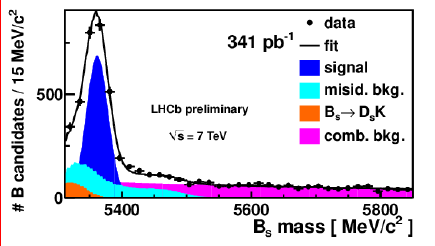 # B candidates / 15 MeV/c²
500
0
341 pb⁻¹
data
fit
signal
misid. bkg.
Bₛ→ DₛK
comb. bkg.
LHCb preliminary
√s = 7 TeV
5400 5600 5800
Bₛ mass [ MeV/c²]